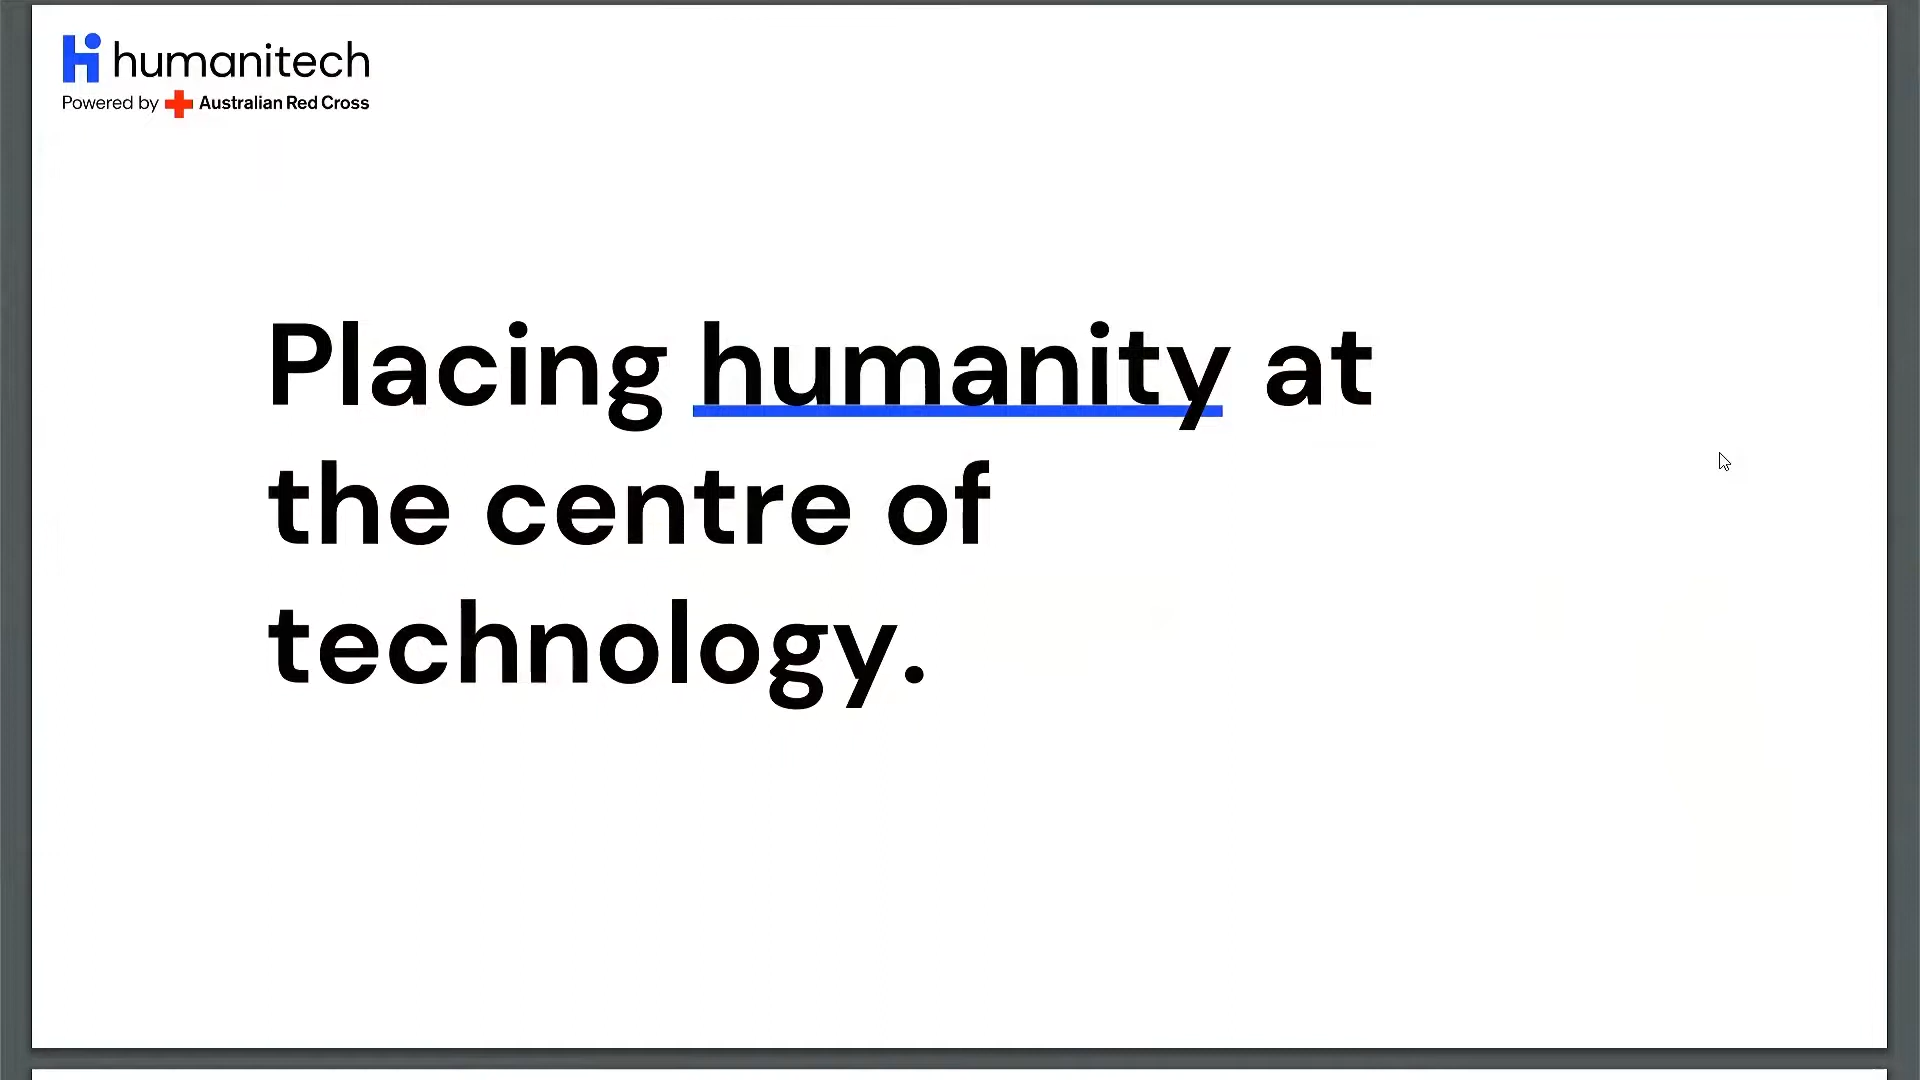 humanitech
Powered by Australian Red Cross
Placing humanity at
the centre of
technology.